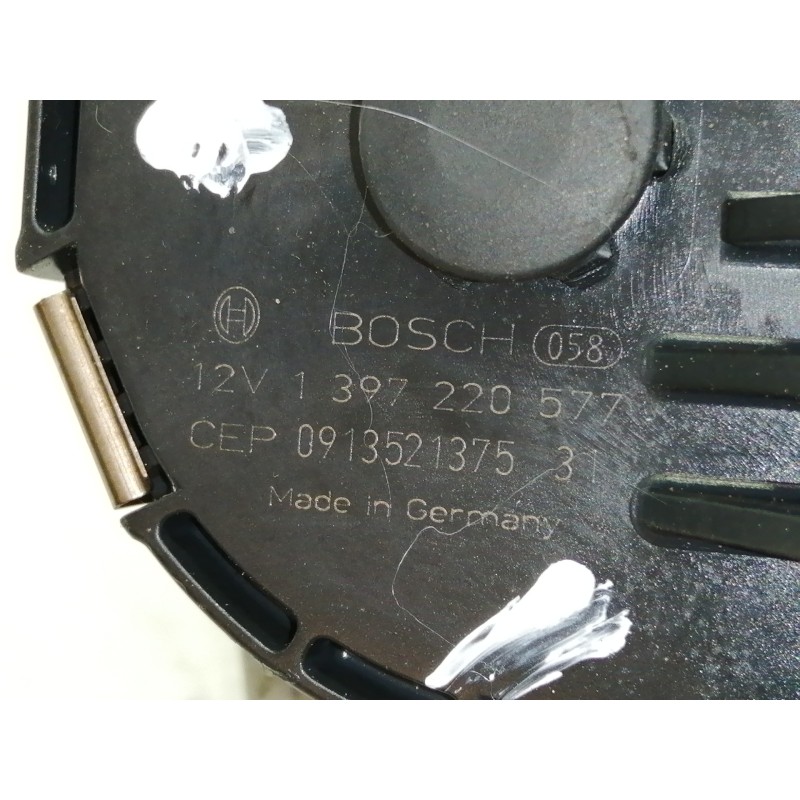 BOSCH 058
12V 1 397 220 577
CEP 0913521375 31
Made in Germany